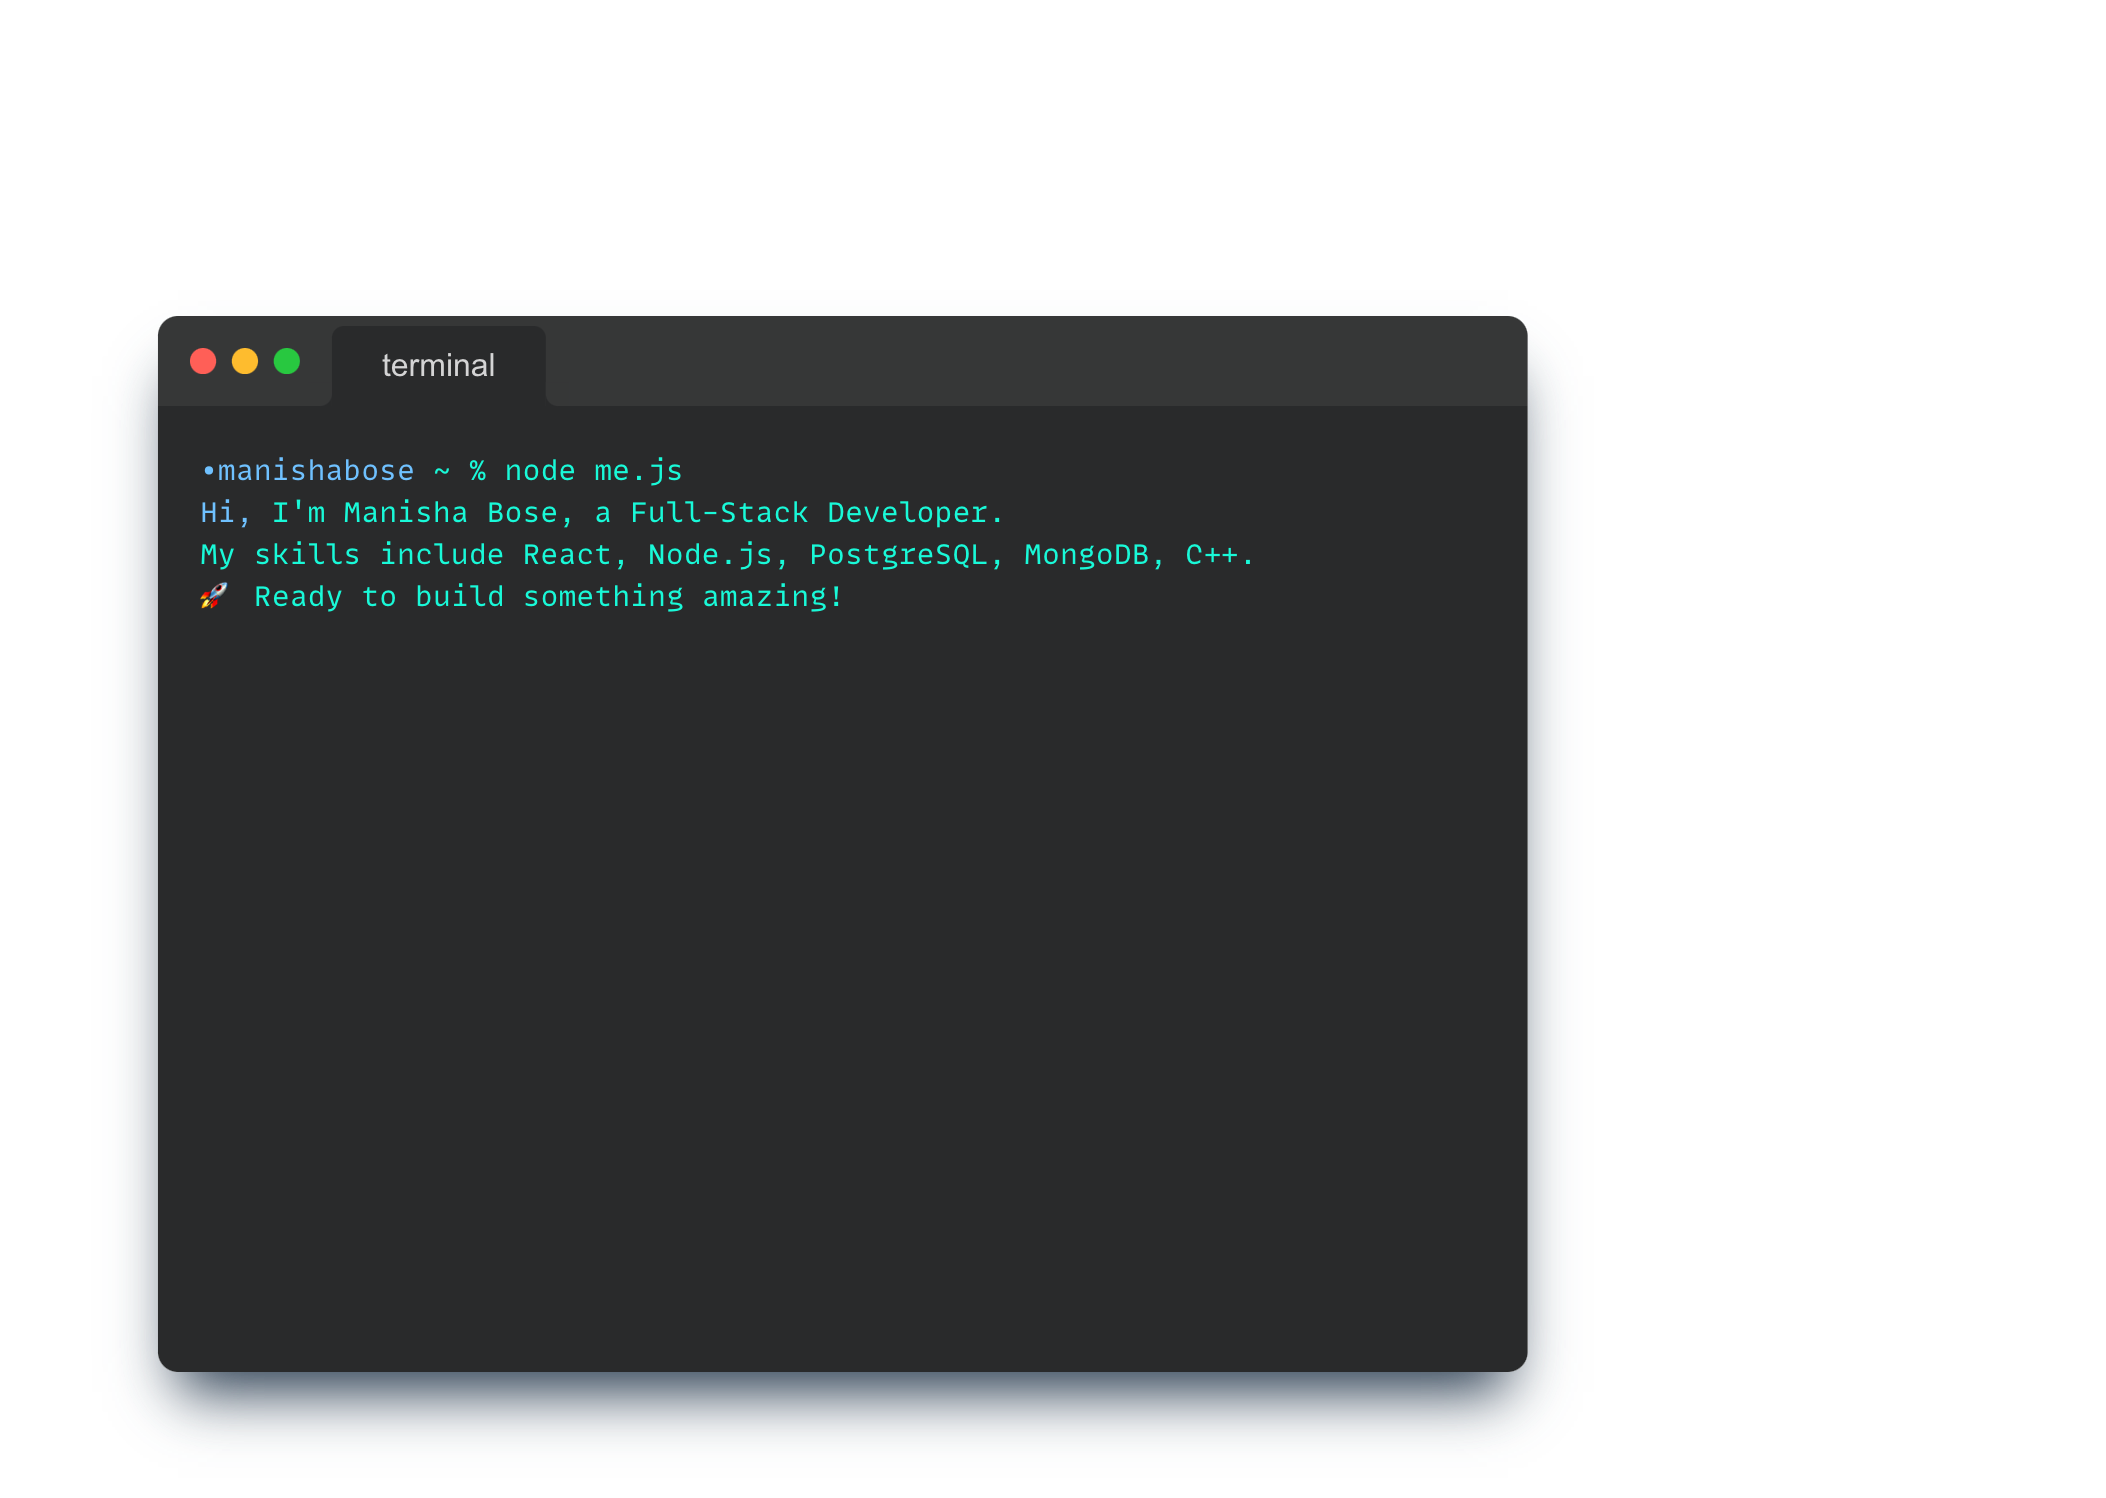 terminal
•manishabose ~ % node me.js
Hi, I'm Manisha Bose, a Full-Stack Developer.
My skills include React, Node.js, PostgreSQL, MongoDB, C++.
🚀 Ready to build something amazing!